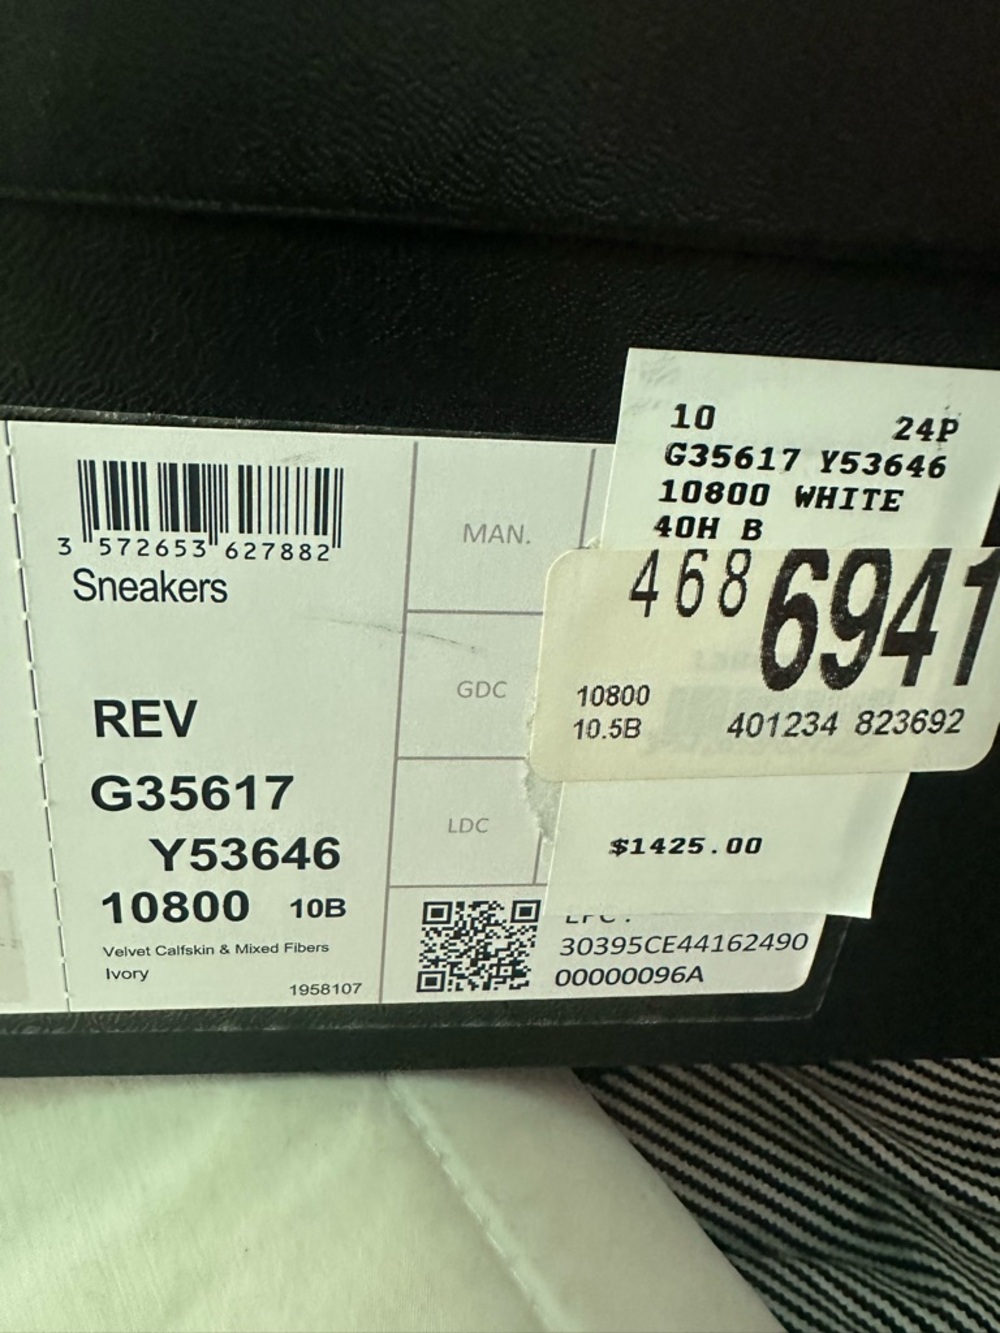 3 572653 627882
Sneakers
REV
G35617
Y53646
10800 10B
Velvet Calfskin & Mixed Fibers
Ivory
1958107
MAN.
GDC
LDC
30395CE44162490
00000096A
10 24P
G35617 Y53646
10800 WHITE
40H B
468 6941
10800
10.5B 401234 823692
$1425.00